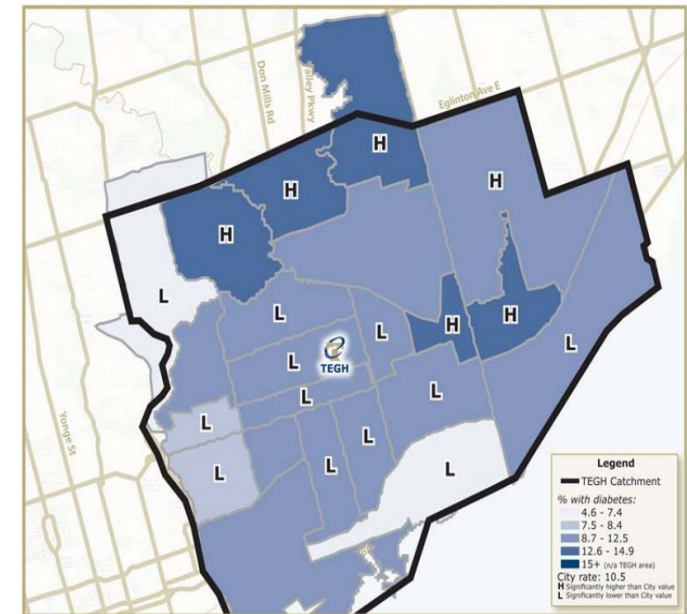 Don Mills Rd
Valley Pkwy
Eglinton Ave E
H
H
H
H
L
L
L
L
TEGH
H
H
L
L
L
L
L
L
L
L
Yonge St
Legend
TEGH Catchment
% with diabetes:
4.6 - 7.4
7.5 - 8.4
8.7 - 12.5
12.6 - 14.9
15+ (n/a TEGH area)
City rate: 10.5
H Significantly higher than City value
L Significantly lower than City value